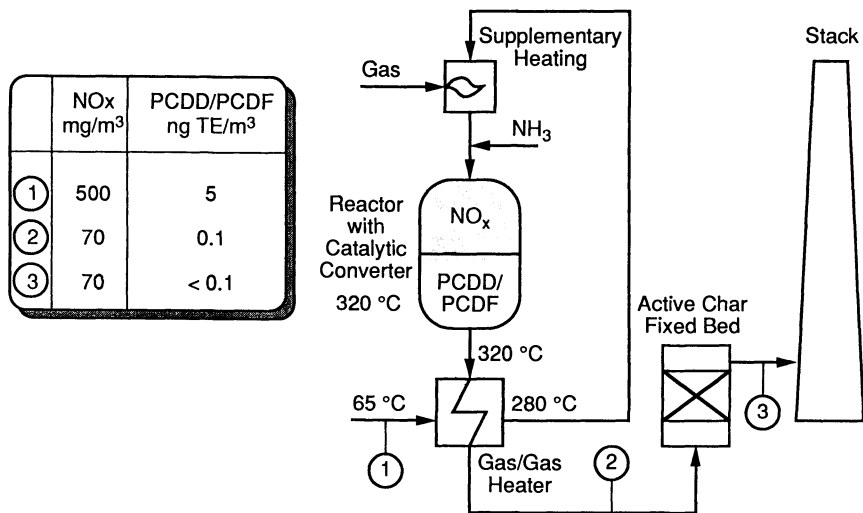 NOx PCDD/PCDF
mg/m³ ng TE/m³
1 500 5
2 70 0.1
3 70 < 0.1
Supplementary
Heating
Stack
Gas
NH₃
Reactor
with
Catalytic
Converter
320 °C
NOₓ
PCDD/
PCDF
320 °C
65 °C
280 °C
1
Gas/Gas
Heater
2
Active Char
Fixed Bed
3